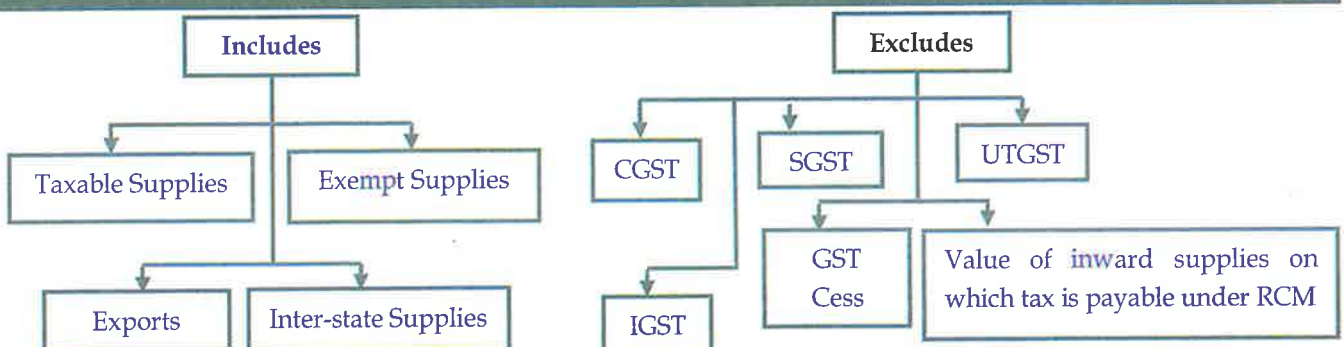 Includes
Excludes
Taxable Supplies
Exempt Supplies
Exports
Inter-state Supplies
CGST
SGST
UTGST
GST
Cess
Value of inward supplies on
which tax is payable under RCM
IGST